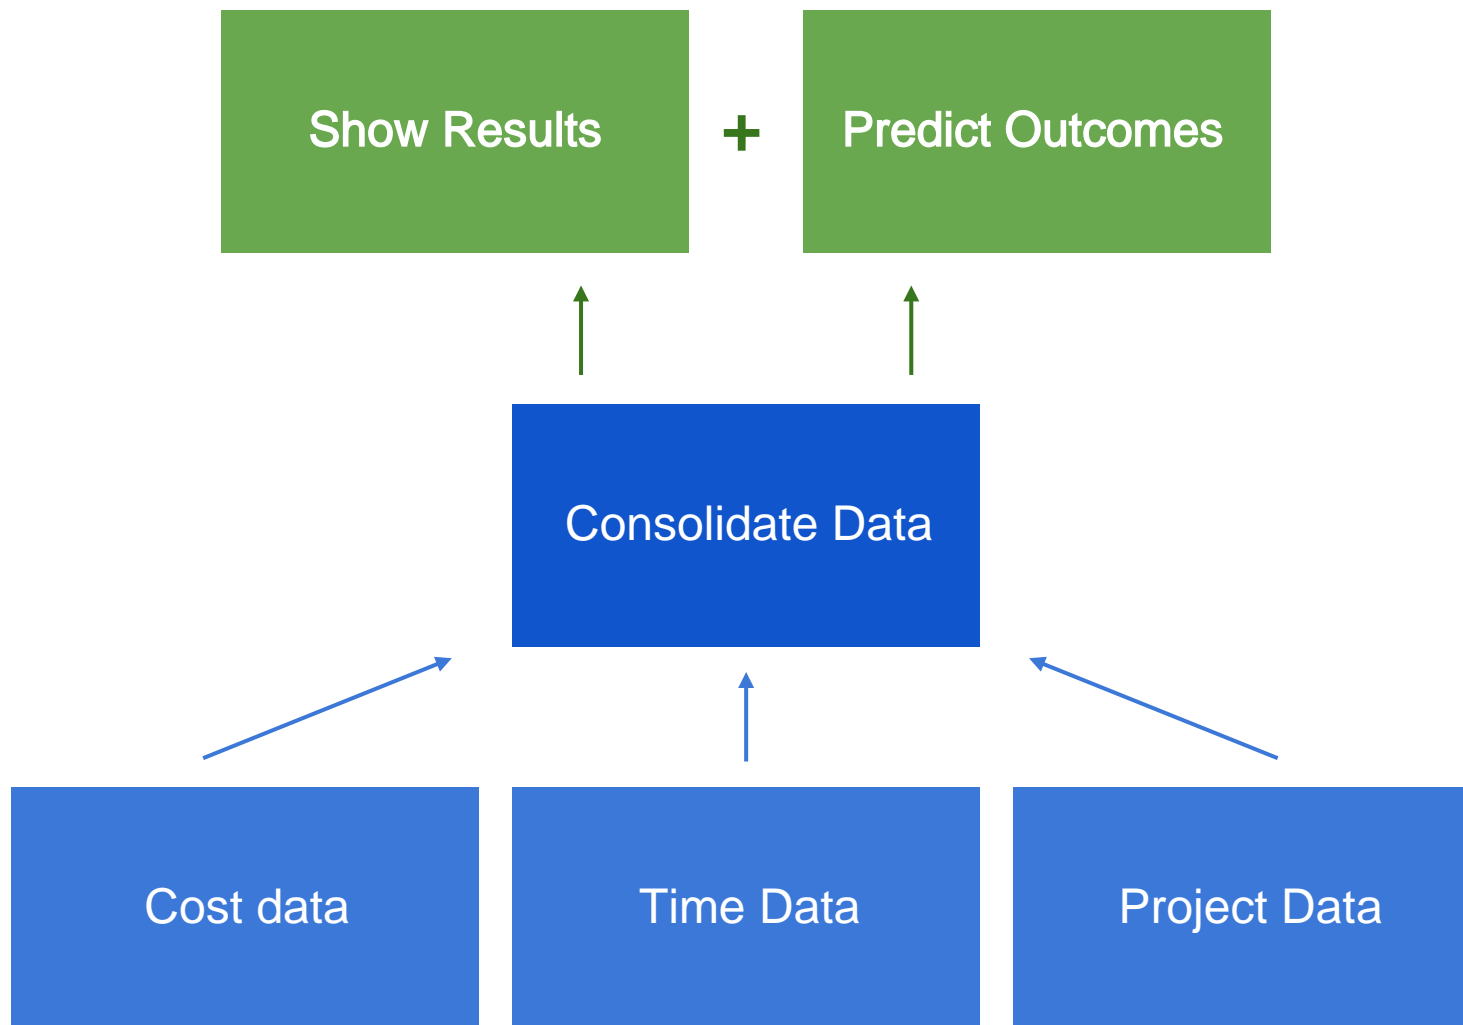 Show Results
+
Predict Outcomes
Consolidate Data
Cost data
Time Data
Project Data